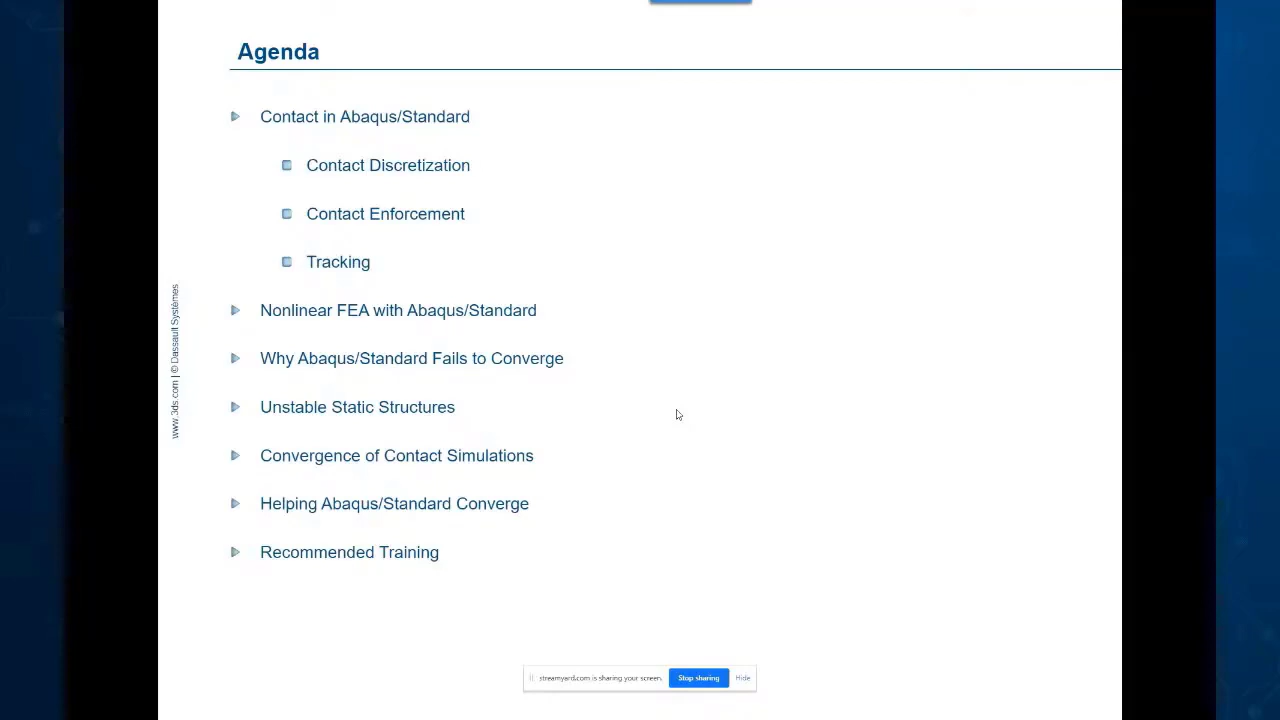 Agenda
Contact in Abaqus/Standard
Contact Discretization
Contact Enforcement
Tracking
Nonlinear FEA with Abaqus/Standard
Why Abaqus/Standard Fails to Converge
Unstable Static Structures
Convergence of Contact Simulations
Helping Abaqus/Standard Converge
Recommended Training
www.3ds.com | © Dassault Systèmes
streamyard.com is sharing your screen.
Stop sharing
Hide